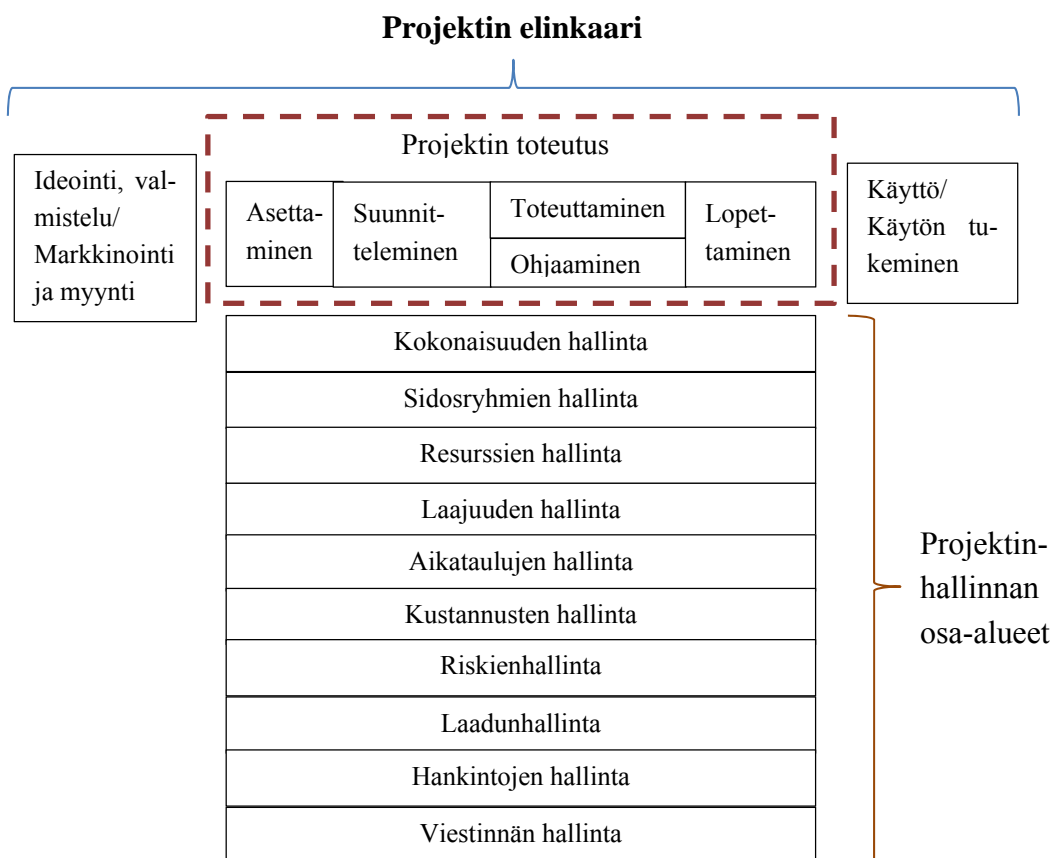 Projektin elinkaari
Projektin toteutus
Ideointi, val-
mistelu/
Markkinointi
ja myynti
Asetta-
minen
Suunnit-
teleminen
Toteuttaminen
Ohjaaminen
Lopet-
taminen
Käyttö/
Käytön tu-
keminen
Kokonaisuuden hallinta
Sidosryhmien hallinta
Resurssien hallinta
Laajuuden hallinta
Aikataulujen hallinta
Kustannusten hallinta
Riskienhallinta
Laadunhallinta
Hankintojen hallinta
Viestinnän hallinta
Projektin-
hallinnan
osa-alueet